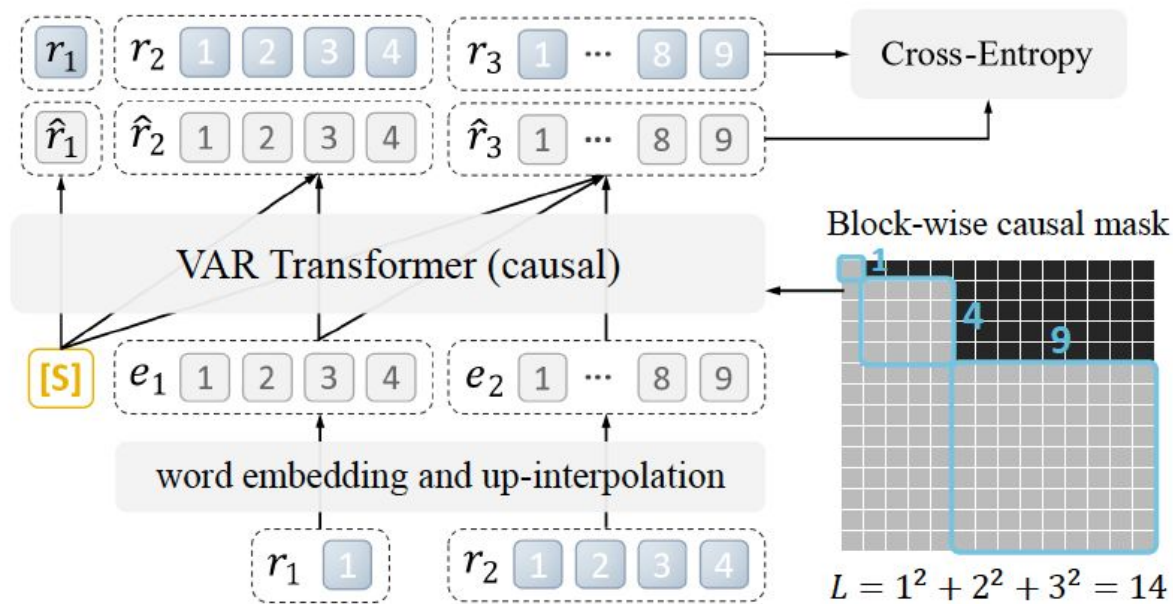 r₁ r₂ 1 2 3 4 r₃ 1 ... 8 9 Cross-Entropy
r̂₁ r̂₂ 1 2 3 4 r̂₃ 1 ... 8 9
VAR Transformer (causal)
Block-wise causal mask
1
4
9
[S] e₁ 1 2 3 4 e₂ 1 ... 8 9
word embedding and up-interpolation
r₁ 1 r₂ 1 2 3 4
L = 1² + 2² + 3² = 14